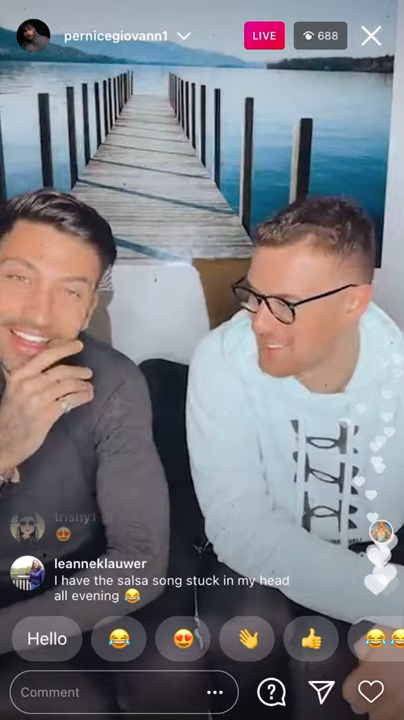 pernicegiovann1
LIVE
688
trishy1
😍
leanneklauwer
I have the salsa song stuck in my head
all evening 😂
Hello
😂
😍
👋
👍
😂😂
Comment